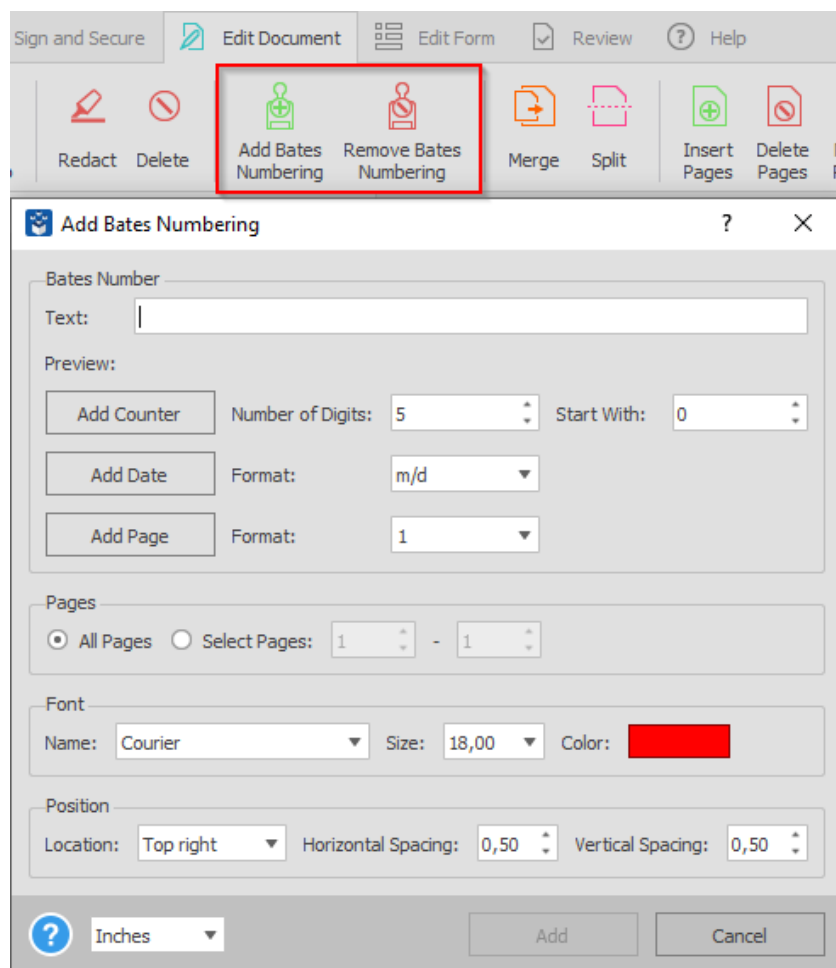 Sign and Secure Edit Document Edit Form Review ? Help
Redact Delete Add Bates Numbering Remove Bates Numbering Merge Split Insert Pages Delete Pages
Add Bates Numbering ?
Bates Number
Text:
Preview:
Add Counter Number of Digits: 5 Start With: 0
Add Date Format: m/d
Add Page Format: 1
Pages
All Pages Select Pages: 1 - 1
Font
Name: Courier Size: 18,00 Color:
Position
Location: Top right Horizontal Spacing: 0,50 Vertical Spacing: 0,50
? Inches Add Cancel